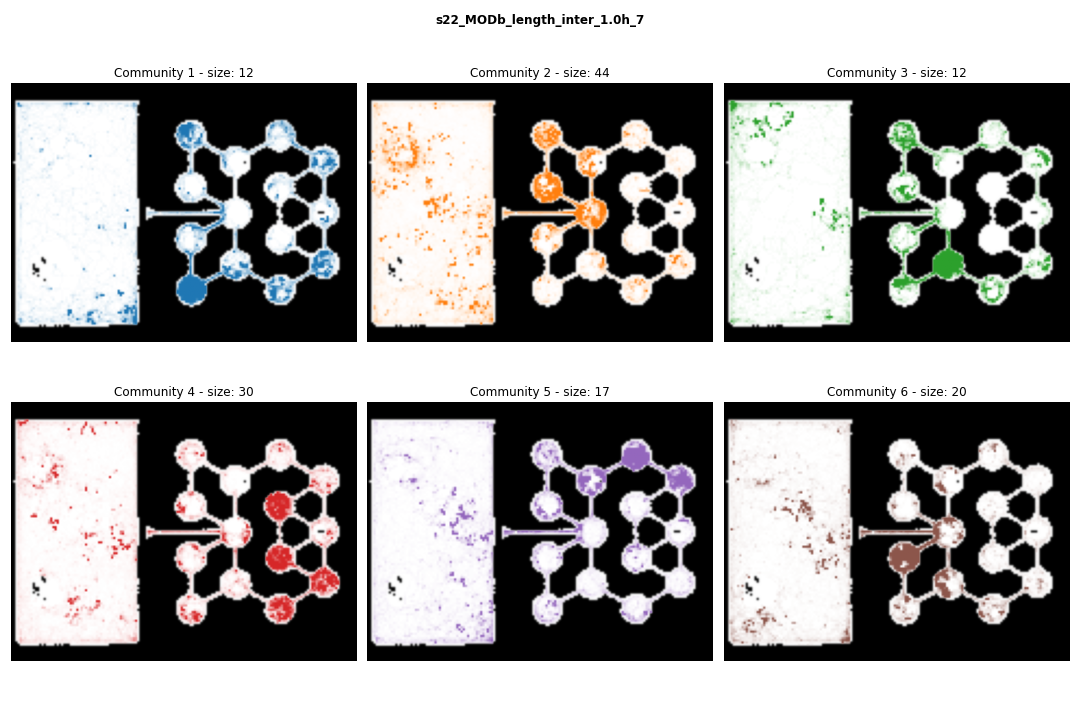 s22_MODb_length_inter_1.0h_7
Community 1 - size: 12
Community 2 - size: 44
Community 3 - size: 12
Community 4 - size: 30
Community 5 - size: 17
Community 6 - size: 20